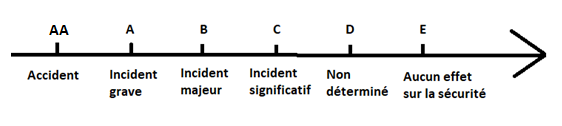 AA A B C D E
Accident Incident Incident Incident Non Aucun effet
grave majeur significatif déterminé sur la sécurité